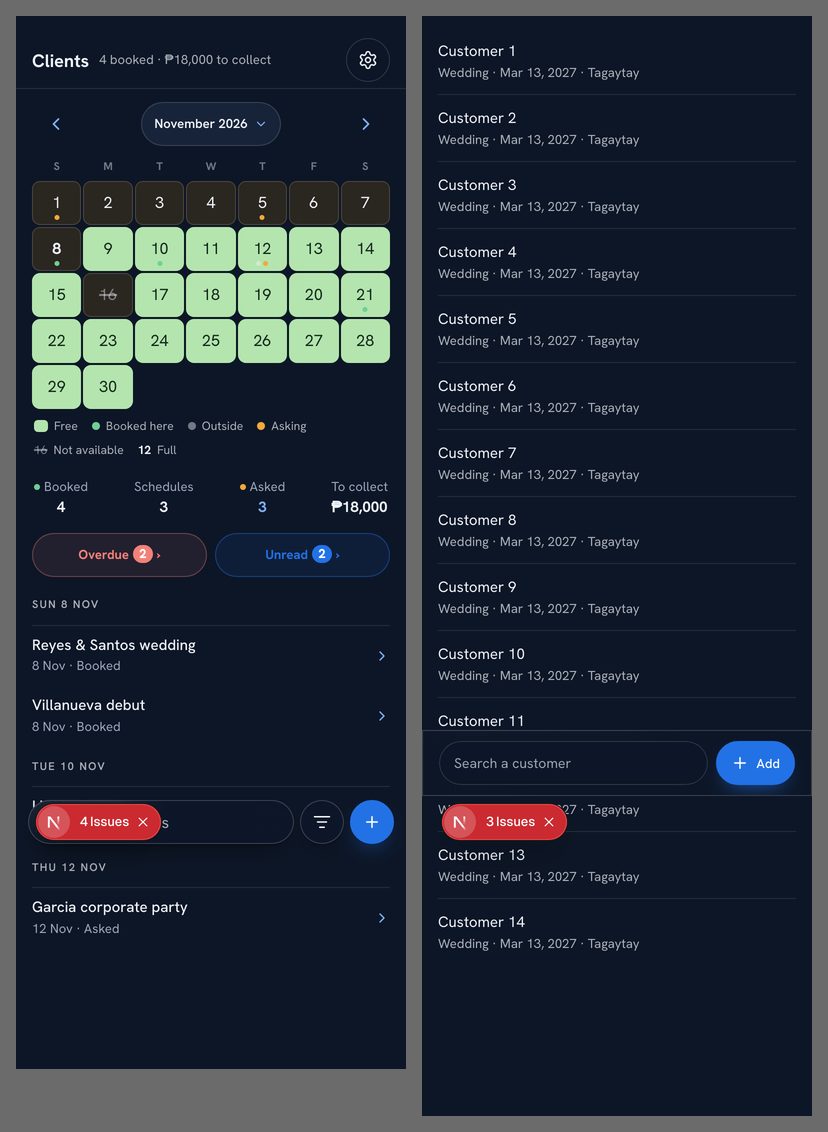 Clients 4 booked · ₱18,000 to collect
November 2026
S M T W T F S
1 2 3 4 5 6 7
8 9 10 11 12 13 14
15 16 17 18 19 20 21
22 23 24 25 26 27 28
29 30
Free Booked here Outside Asking
16 Not available 12 Full
Booked Schedules Asked To collect
4 3 3 ₱18,000
Overdue 2 ›
Unread 2 ›
SUN 8 NOV
Reyes & Santos wedding
8 Nov · Booked
Villanueva debut
8 Nov · Booked
TUE 10 NOV
N 4 Issues
THU 12 NOV
Garcia corporate party
12 Nov · Asked
Customer 1
Wedding · Mar 13, 2027 · Tagaytay
Customer 2
Wedding · Mar 13, 2027 · Tagaytay
Customer 3
Wedding · Mar 13, 2027 · Tagaytay
Customer 4
Wedding · Mar 13, 2027 · Tagaytay
Customer 5
Wedding · Mar 13, 2027 · Tagaytay
Customer 6
Wedding · Mar 13, 2027 · Tagaytay
Customer 7
Wedding · Mar 13, 2027 · Tagaytay
Customer 8
Wedding · Mar 13, 2027 · Tagaytay
Customer 9
Wedding · Mar 13, 2027 · Tagaytay
Customer 10
Wedding · Mar 13, 2027 · Tagaytay
Customer 11
Search a customer
+ Add
27 · Tagaytay
N 3 Issues
Customer 13
Wedding · Mar 13, 2027 · Tagaytay
Customer 14
Wedding · Mar 13, 2027 · Tagaytay